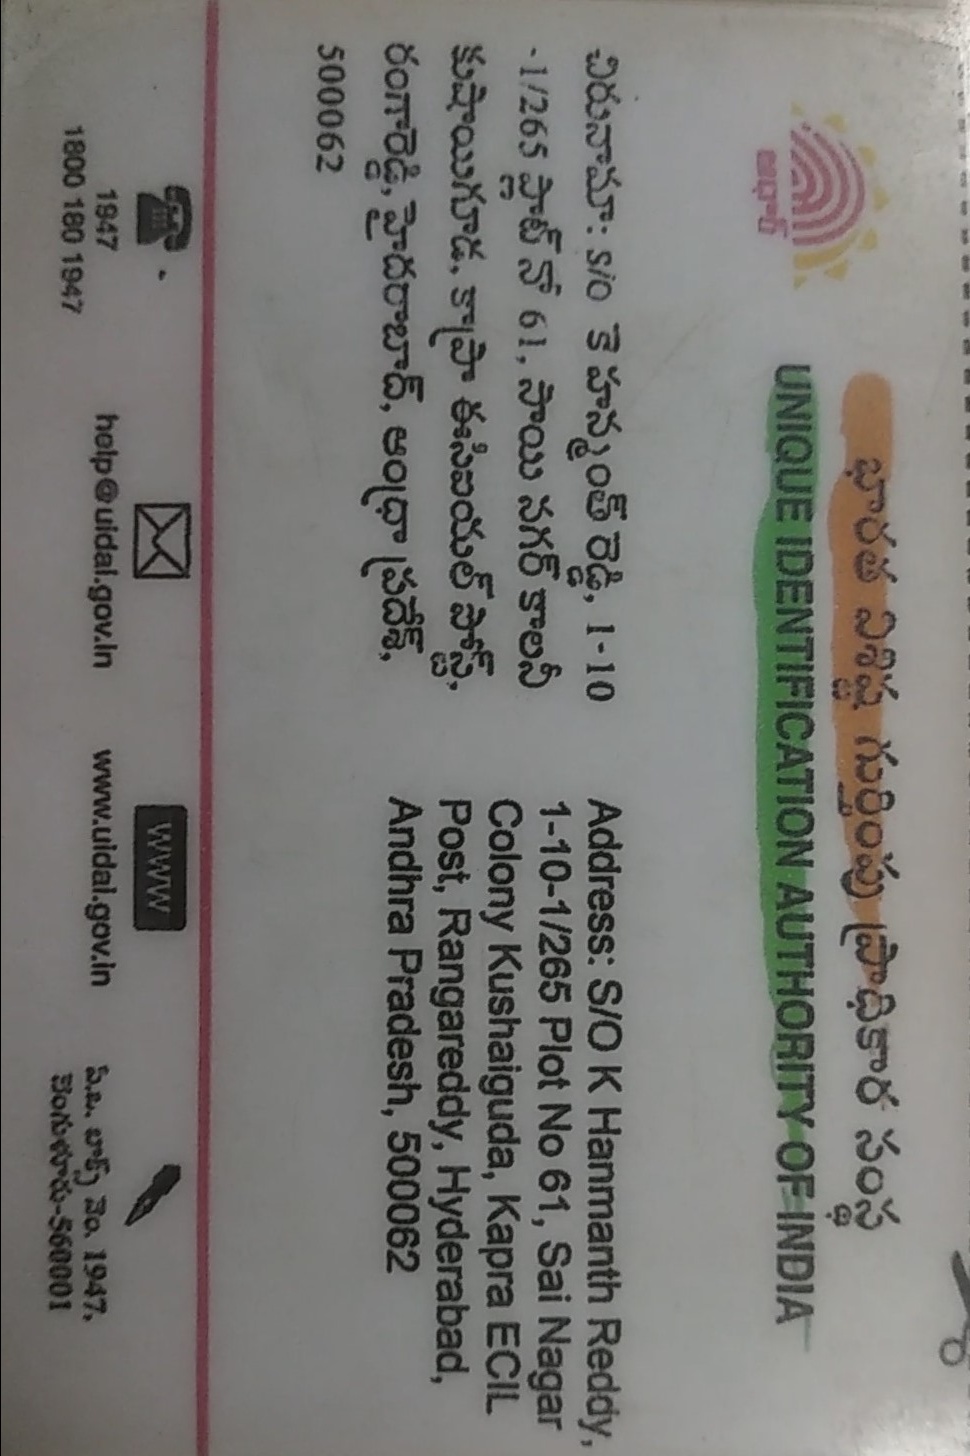 భారత విశిష్ట గుర్తింపు ప్రాధికార సంస్థ
UNIQUE IDENTIFICATION AUTHORITY OF INDIA
ఆధార్
చిరునామా: S/O కె హన్మంత్ రెడ్డి, 1-10
-1/265 ప్లాట్ నో 61, సాయి నగర్ కాలనీ
కుషాయిగూడ, కాప్రా ఈసిఐయల్ పోస్ట్,
రంగారెడ్డి, హైదరాబాద్, ఆంధ్రా ప్రదేశ్,
500062
Address: S/O K Hanmanth Reddy,
1-10-1/265 Plot No 61, Sai Nagar
Colony Kushaiguda, Kapra ECIL
Post, Rangareddy, Hyderabad,
Andhra Pradesh, 500062
1947
1800 180 1947
help@uidai.gov.in
WWW
www.uidai.gov.in
పి.బి. బాక్స్ నెం. 1947,
బెంగుళూరు-560001